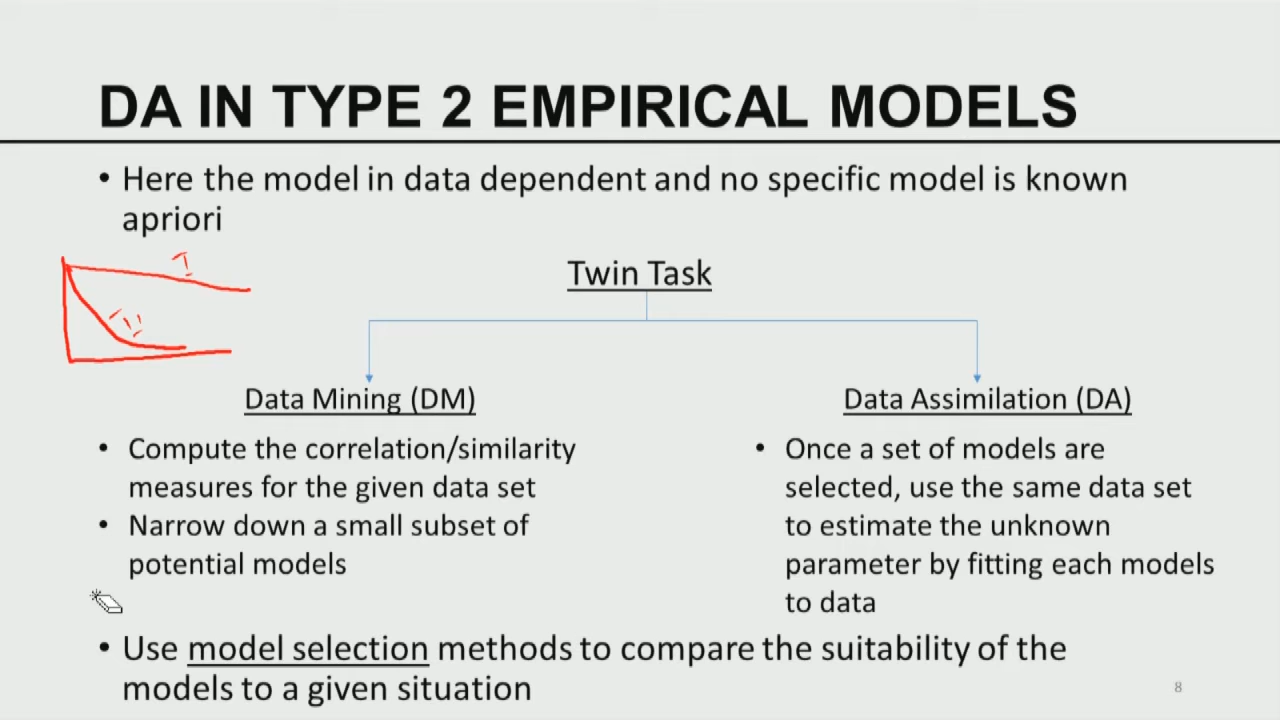 DA IN TYPE 2 EMPIRICAL MODELS
• Here the model in data dependent and no specific model is known
apriori
Twin Task
Data Mining (DM)
• Compute the correlation/similarity
measures for the given data set
• Narrow down a small subset of
potential models
Data Assimilation (DA)
• Once a set of models are
selected, use the same data set
to estimate the unknown
parameter by fitting each models
to data
• Use model selection methods to compare the suitability of the
models to a given situation
8